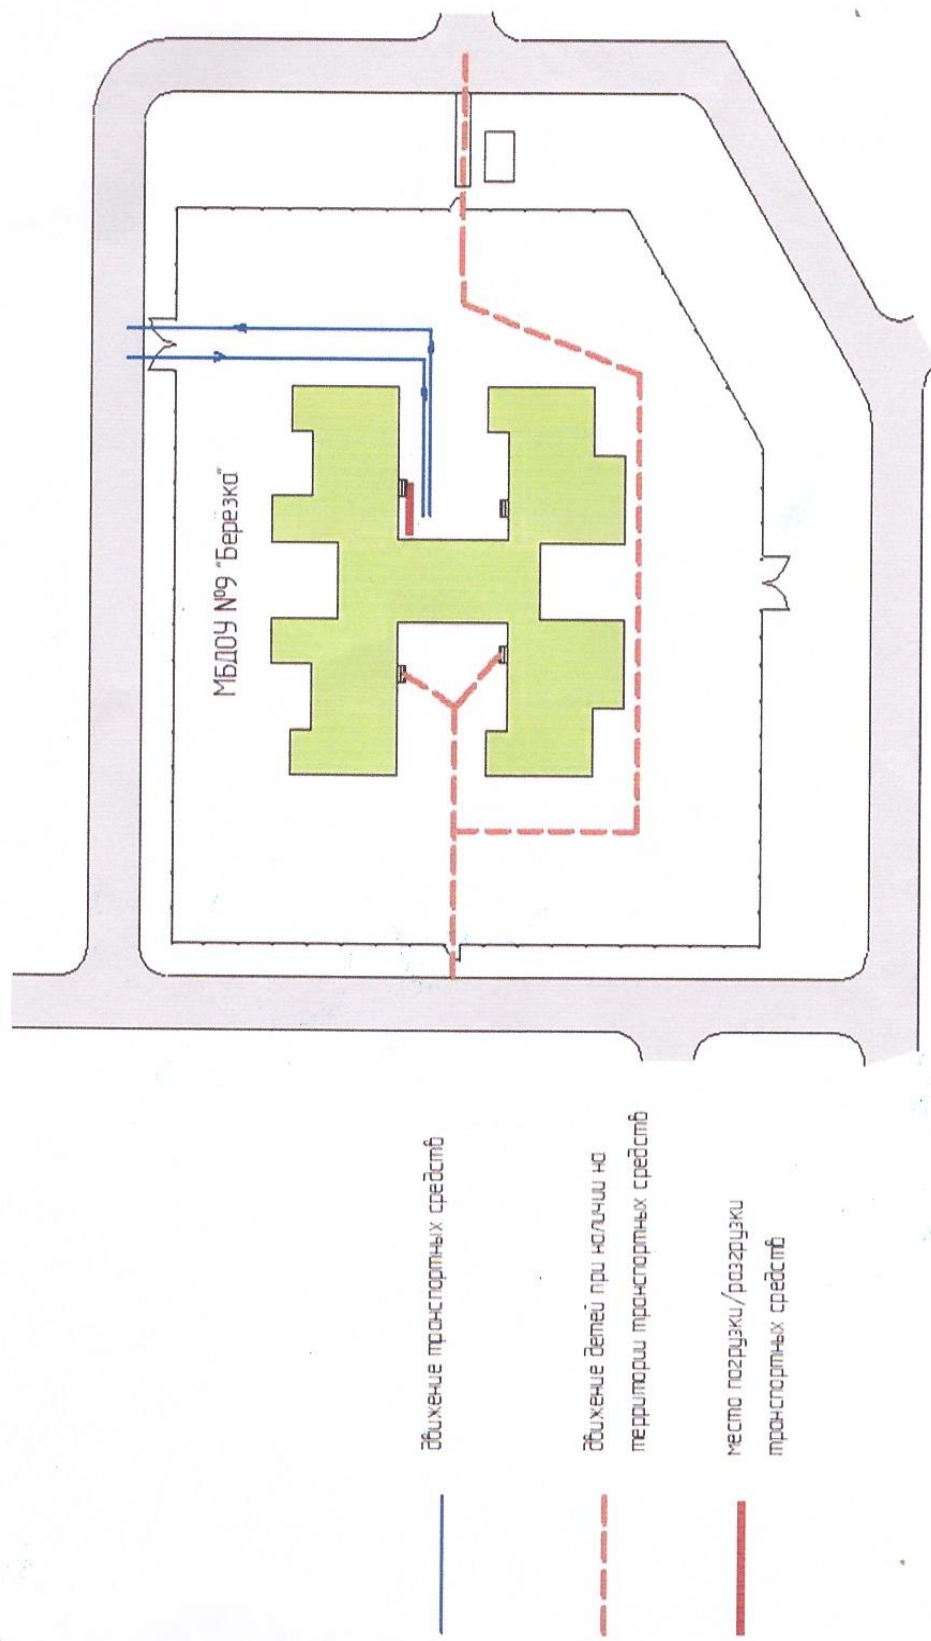 МБДОУ №9 "Березка"
движение транспортных средств
движение детей при наличии на
территории транспортных средств
место погрузки/разгрузки
транспортных средств